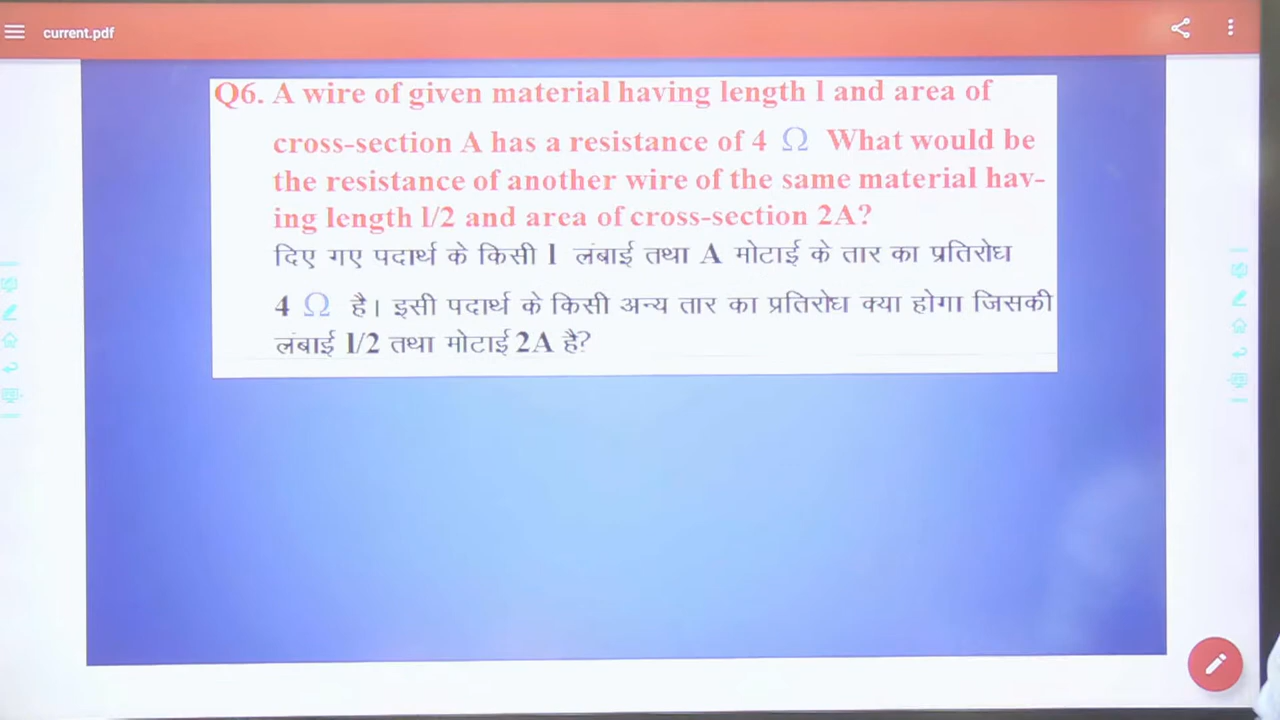 current.pdf
Q6. A wire of given material having length l and area of
cross-section A has a resistance of 4 Ω What would be
the resistance of another wire of the same material hav-
ing length l/2 and area of cross-section 2A?
दिए गए पदार्थ के किसी l लंबाई तथा A मोटाई के तार का प्रतिरोध
4 Ω है। इसी पदार्थ के किसी अन्य तार का प्रतिरोध क्या होगा जिसकी
लंबाई l/2 तथा मोटाई 2A है?